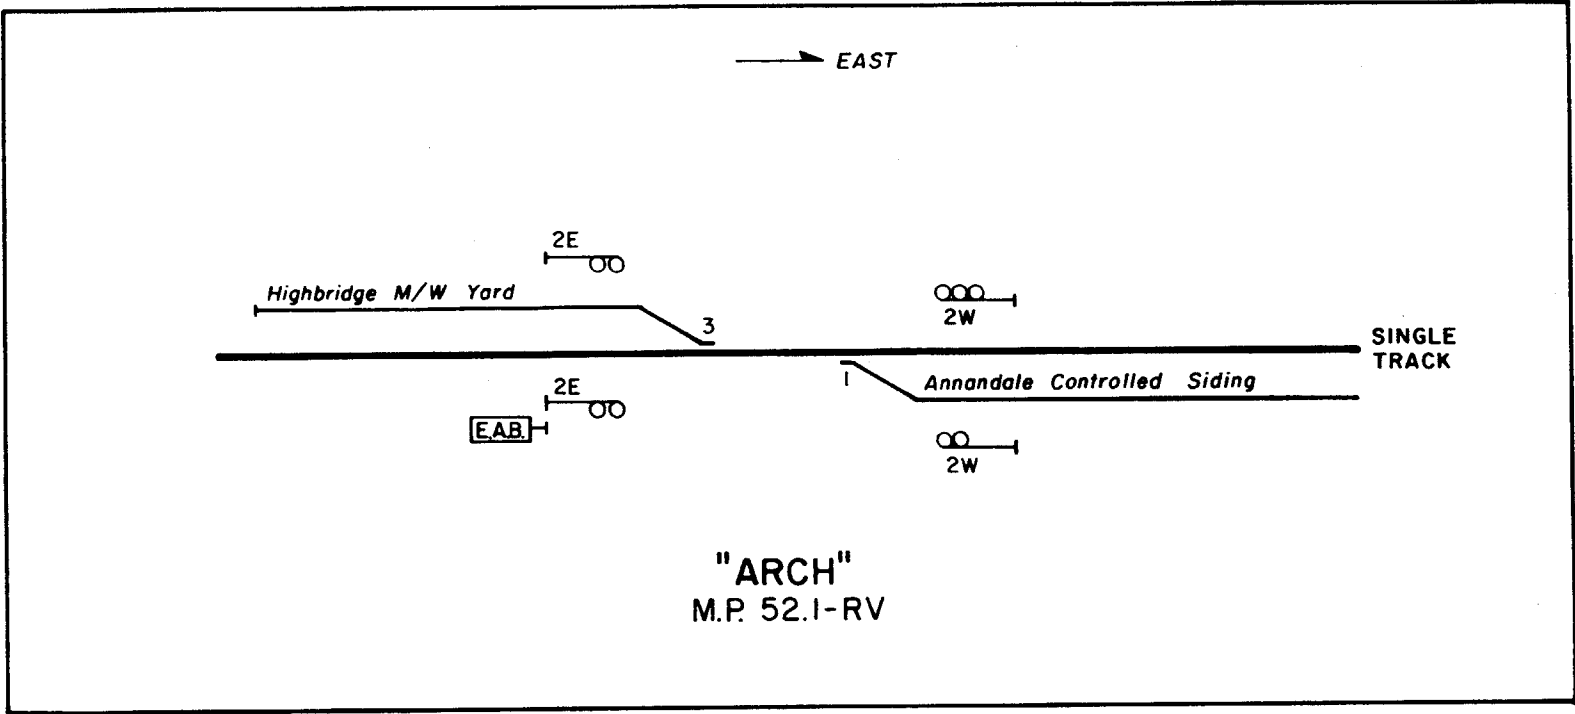 EAST
2E
Highbridge M/W Yard
3
2W
SINGLE
TRACK
2E
1
Annandale Controlled Siding
E.A.B.
2W
"ARCH"
M.P. 52.1-RV